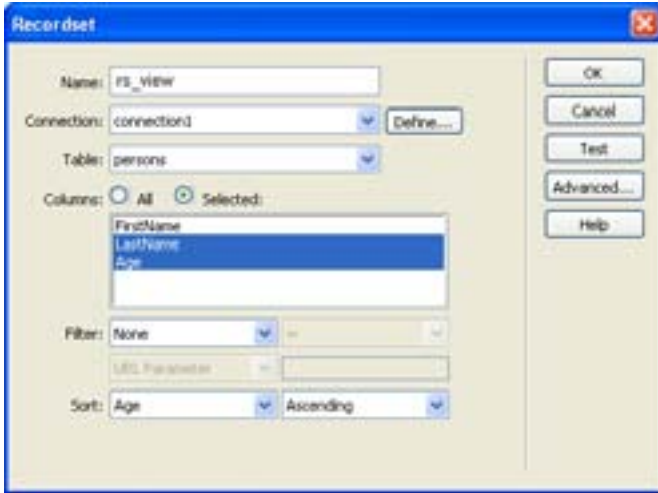 Recordset
Name: rs_view
OK
Connection: connection1 Define...
Cancel
Table: persons
Test
Columns: All Selected:
Advanced...
FirstName
Help
LastName
Age
Filter: None
URL Parameter
Sort: Age Ascending